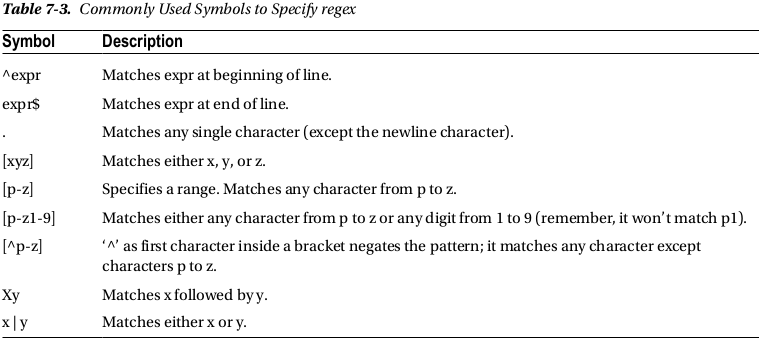 Table 7-3. Commonly Used Symbols to Specify regex
Symbol Description
^expr Matches expr at beginning of line.
expr$ Matches expr at end of line.
. Matches any single character (except the newline character).
[xyz] Matches either x, y, or z.
[p-z] Specifies a range. Matches any character from p to z.
[p-z1-9] Matches either any character from p to z or any digit from 1 to 9 (remember, it won’t match p1).
[^p-z] ‘^’ as first character inside a bracket negates the pattern; it matches any character except
characters p to z.
Xy Matches x followed by y.
x | y Matches either x or y.